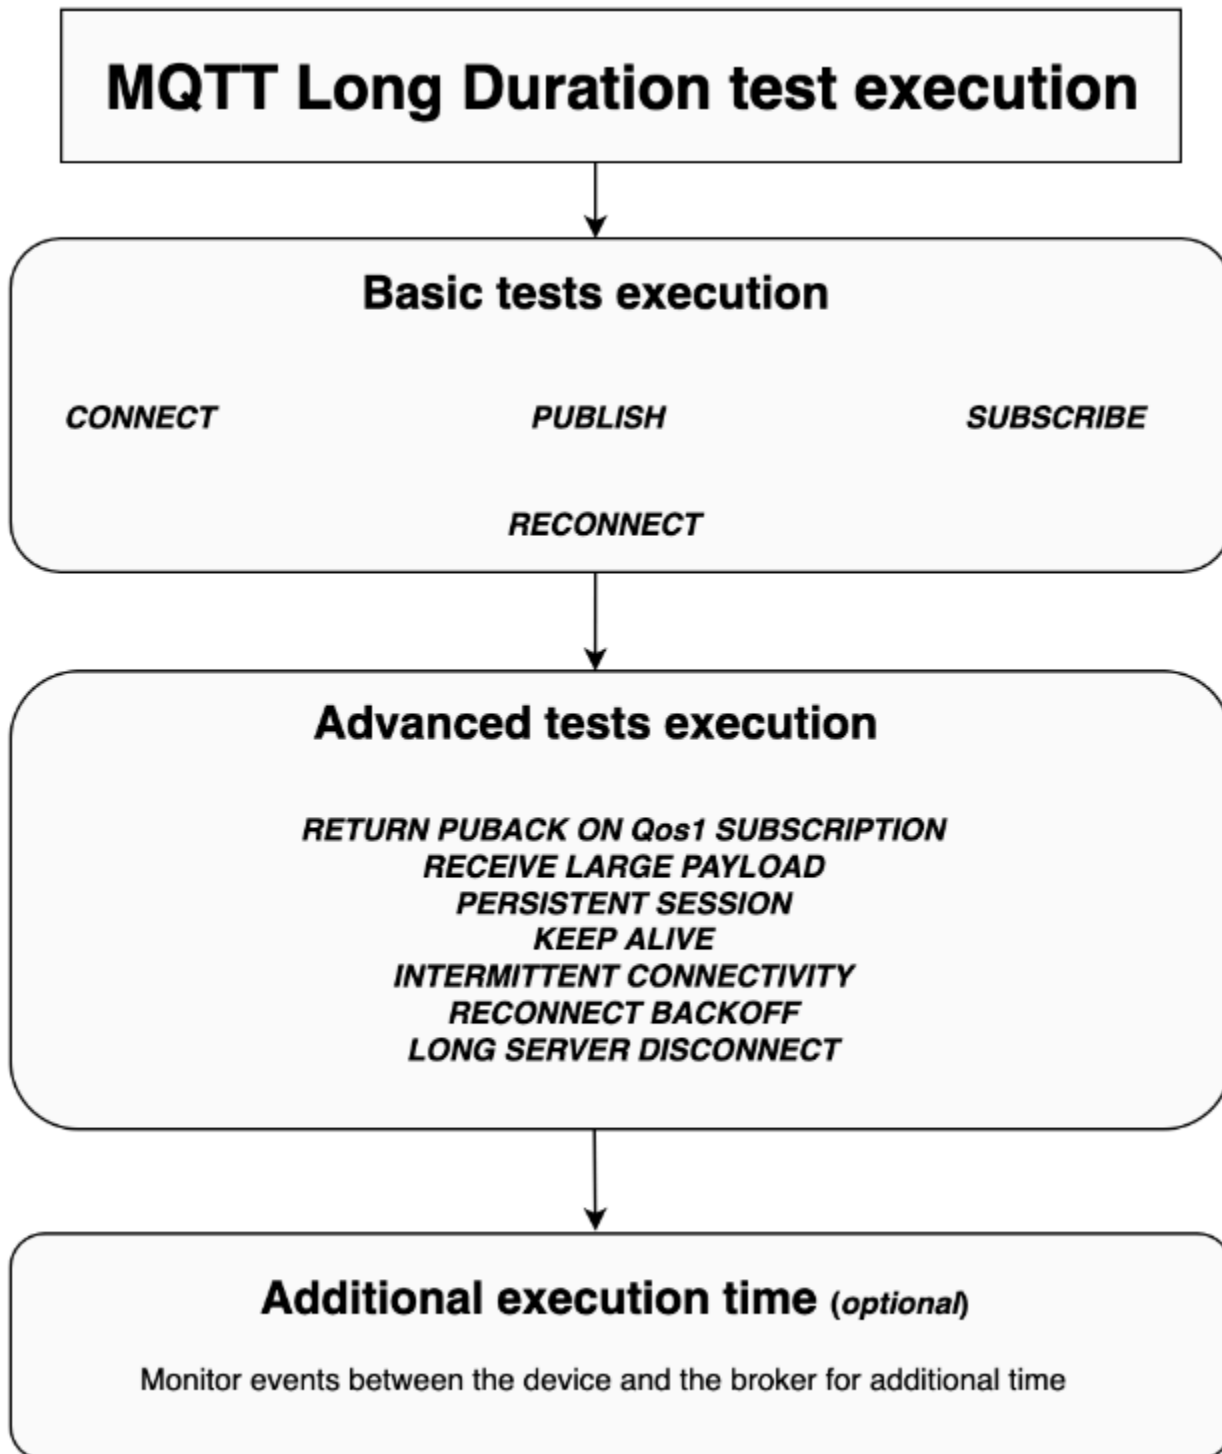 MQTT Long Duration test execution
Basic tests execution
CONNECT PUBLISH SUBSCRIBE
RECONNECT
Advanced tests execution
RETURN PUBACK ON Qos1 SUBSCRIPTION
RECEIVE LARGE PAYLOAD
PERSISTENT SESSION
KEEP ALIVE
INTERMITTENT CONNECTIVITY
RECONNECT BACKOFF
LONG SERVER DISCONNECT
Additional execution time (optional)
Monitor events between the device and the broker for additional time